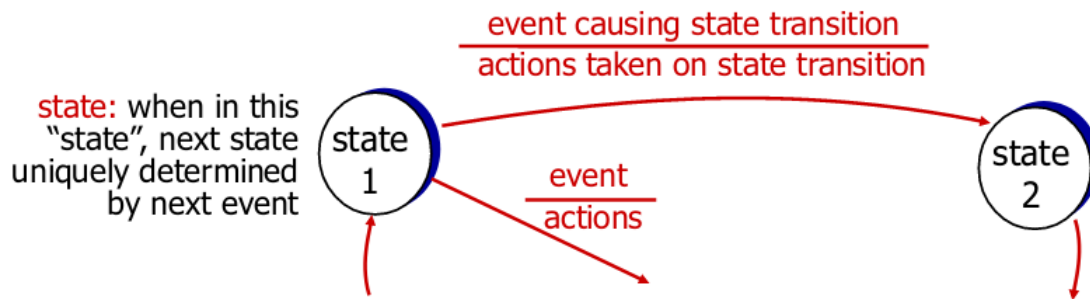 event causing state transition
actions taken on state transition
state: when in this
“state”, next state
uniquely determined
by next event
state
1
event
actions
state
2